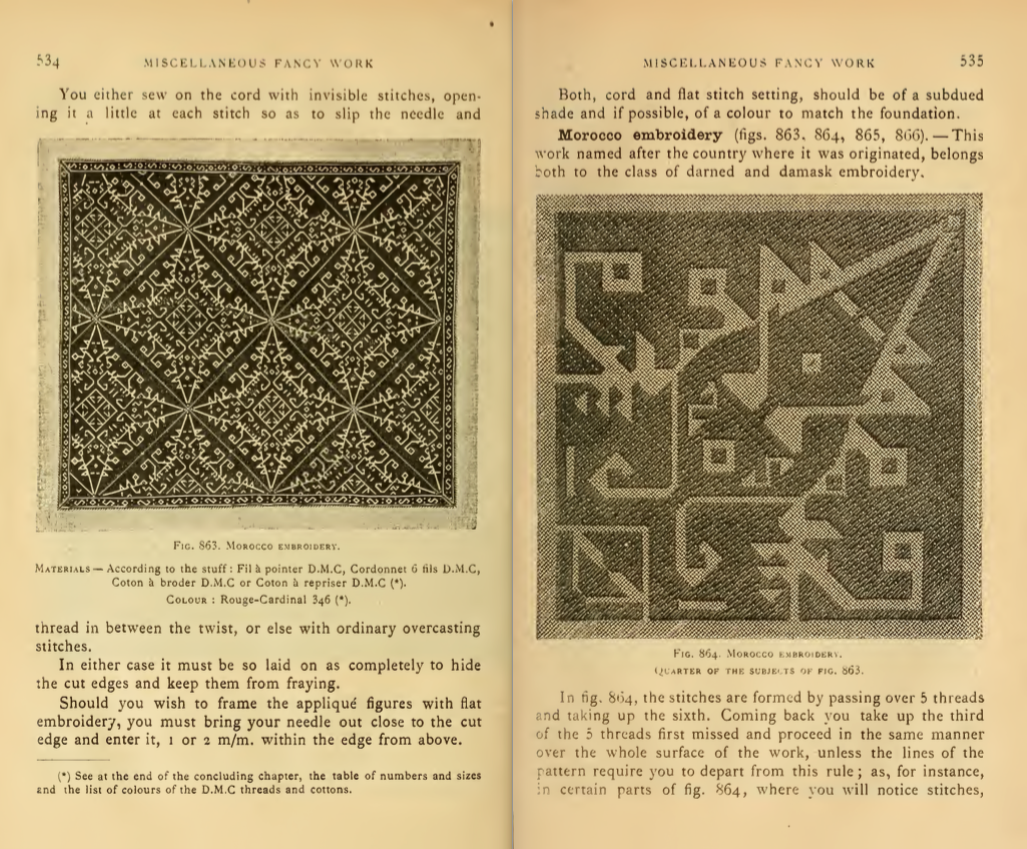 534
MISCELLANEOUS FANCY WORK
You either sew on the cord with invisible stitches, open-
ing it a little at each stitch so as to slip the needle and
Fig. 863. Morocco embroidery.
Materials — According to the stuff : Fil à pointer D.M.C, Cordonnet 6 fils D.M.C,
Coton à broder D.M.C or Coton à repriser D.M.C (*).
Colour : Rouge-Cardinal 346 (*).
thread in between the twist, or else with ordinary overcasting
stitches.
In either case it must be so laid on as completely to hide
the cut edges and keep them from fraying.
Should you wish to frame the appliqué figures with flat
embroidery, you must bring your needle out close to the cut
edge and enter it, 1 or 2 m/m. within the edge from above.
(*) See at the end of the concluding chapter, the table of numbers and sizes
and the list of colours of the D.M.C threads and cottons.
MISCELLANEOUS FANCY WORK
535
Both, cord and flat stitch setting, should be of a subdued
shade and if possible, of a colour to match the foundation.
Morocco embroidery (figs. 863, 864, 865, 866). — This
work named after the country where it was originated, belongs
both to the class of darned and damask embroidery.
Fig. 864. Morocco embroidery.
Quarter of the subjects of fig. 863.
In fig. 864, the stitches are formed by passing over 5 threads
and taking up the sixth. Coming back you take up the third
of the 5 threads first missed and proceed in the same manner
over the whole surface of the work, unless the lines of the
pattern require you to depart from this rule ; as, for instance,
in certain parts of fig. 864, where you will notice stitches,